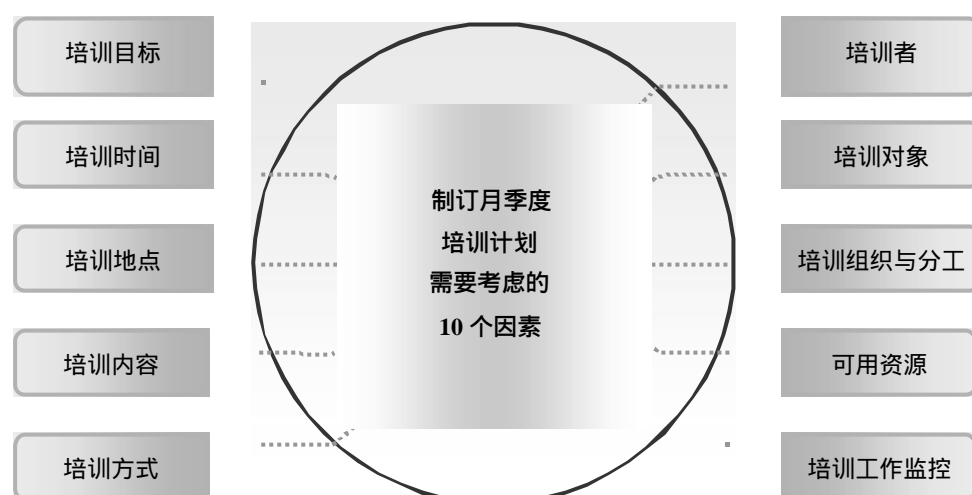 培训目标
培训时间
培训地点
培训内容
培训方式
制订月季度
培训计划
需要考虑的
10 个因素
培训者
培训对象
培训组织与分工
可用资源
培训工作监控